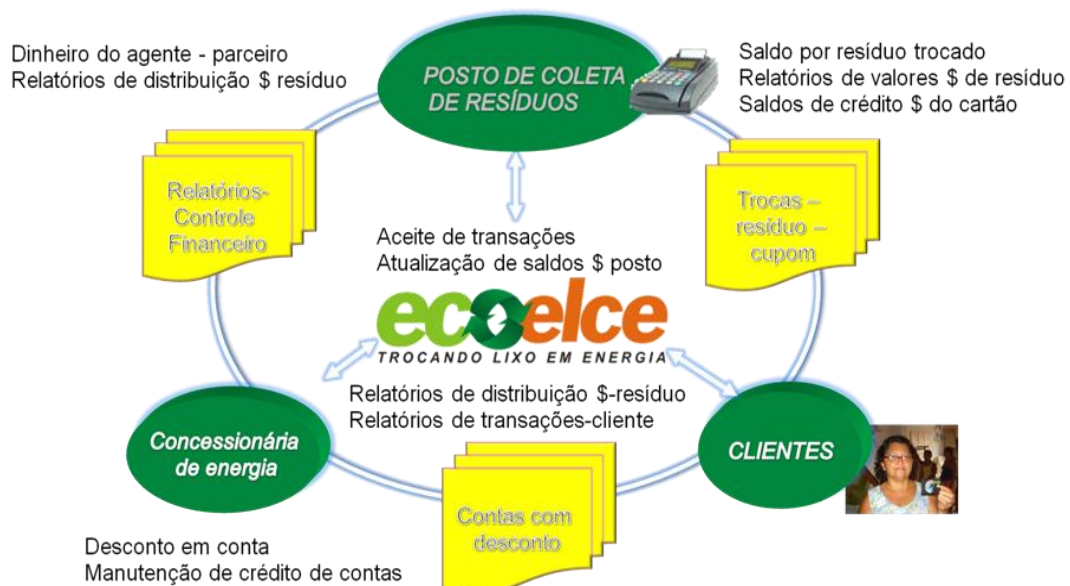 Dinheiro do agente - parceiro
Relatórios de distribuição $ resíduo
POSTO DE COLETA
DE RESÍDUOS
Saldo por resíduo trocado
Relatórios de valores $ de resíduo
Saldos de crédito $ do cartão
Relatórios-
Controle
Financeiro
Trocas –
resíduo –
cupom
Aceite de transações
Atualização de saldos $ posto
ecoelce
TROCANDO LIXO EM ENERGIA
Relatórios de distribuição $-resíduo
Relatórios de transações-cliente
Concessionária
de energia
CLIENTES
Contas com
desconto
Desconto em conta
Manutenção de crédito de contas